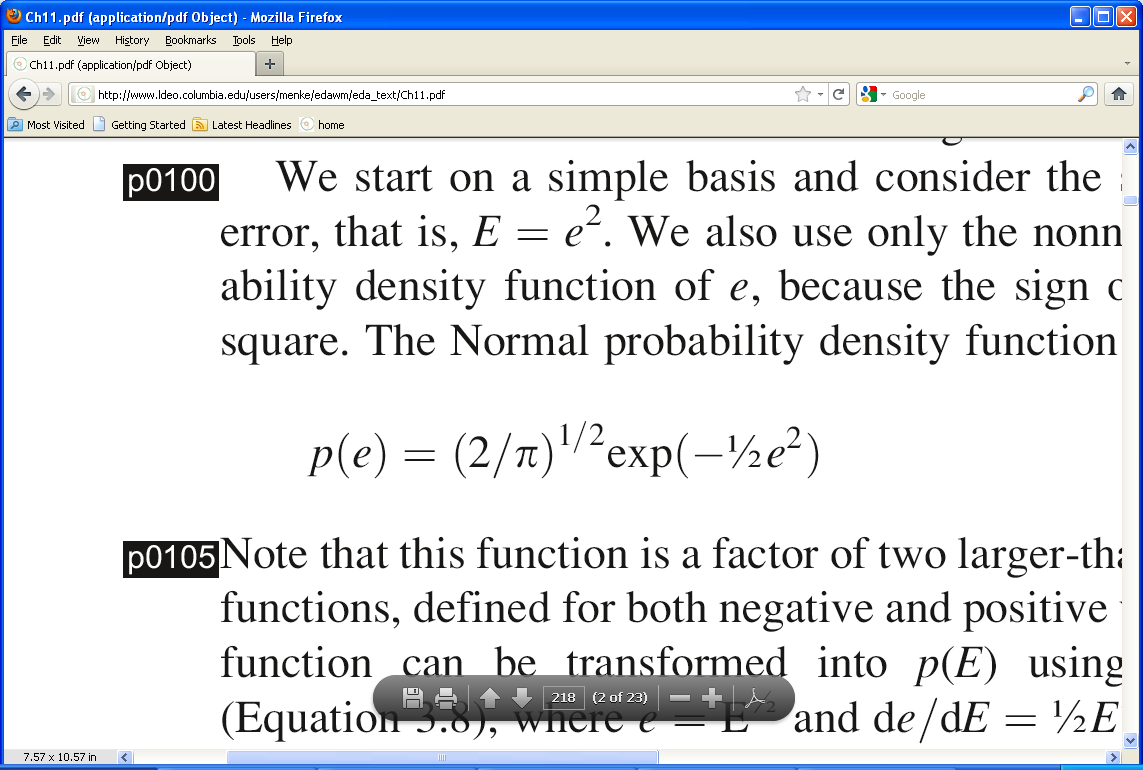 Ch11.pdf (application/pdf Object) - Mozilla Firefox
File Edit View History Bookmarks Tools Help
Ch11.pdf (application/pdf Object)
http://www.ldeo.columbia.edu/users/menke/edawm/eda_text/Ch11.pdf Google
Most Visited Getting Started Latest Headlines home
p0100 We start on a simple basis and consider the
error, that is, E = e². We also use only the nonn
ability density function of e, because the sign o
square. The Normal probability density function
p(e) = (2/π)^1/2 exp(−½e²)
p0105 Note that this function is a factor of two larger-tha
functions, defined for both negative and positive
function can be transformed into p(E) using
(Equation 3.8), where e = E^½ and de/dE = ½E
218 (2 of 23)
7.57 x 10.57 in